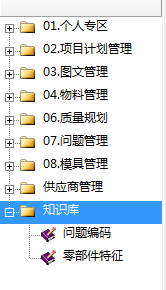 01.个人专区
02.项目计划管理
03.图文管理
04.物料管理
06.质量规划
07.问题管理
08.模具管理
供应商管理
知识库
问题编码
零部件特征